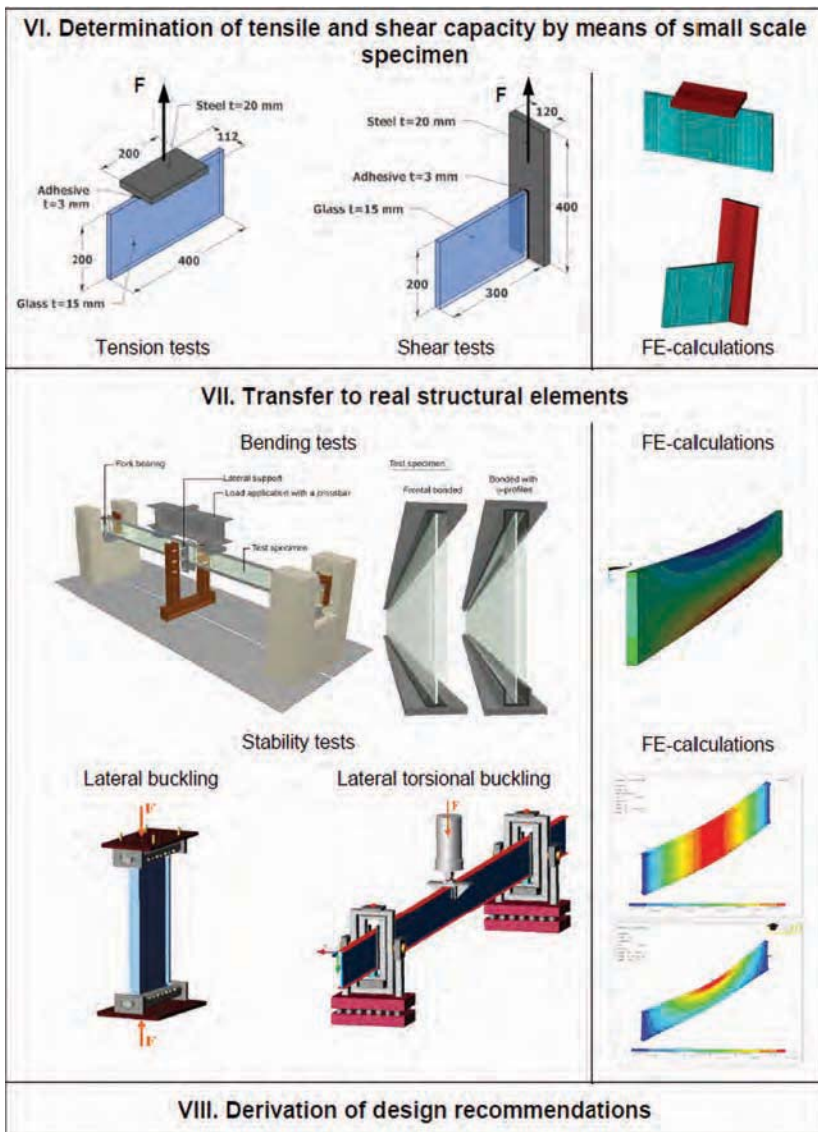 VI. Determination of tensile and shear capacity by means of small scale
specimen
F
Steel t=20 mm
200
112
Adhesive
t=3 mm
200
400
Glass t=15 mm
Tension tests
F
120
Steel t=20 mm
Adhesive t=3 mm
Glass t=15 mm
400
200
300
Shear tests
FE-calculations
VII. Transfer to real structural elements
Bending tests
Fork bearing
Lateral support
Load application with a crossbar
Test specimen
Test specimen
Frontal bonded
Bonded with
u-profiles
FE-calculations
Stability tests
Lateral buckling
F
F
Lateral torsional buckling
F
FE-calculations
VIII. Derivation of design recommendations